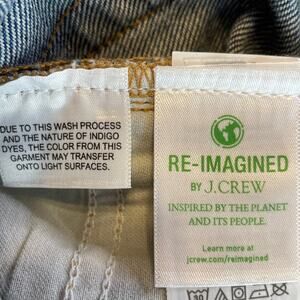 DUE TO THIS WASH PROCESS
AND THE NATURE OF INDIGO
DYES, THE COLOR FROM THIS
GARMENT MAY TRANSFER
ONTO LIGHT SURFACES.
RE-IMAGINED
BY J.CREW
INSPIRED BY THE PLANET
AND ITS PEOPLE.
Learn more at
jcrew.com/reimagined
30